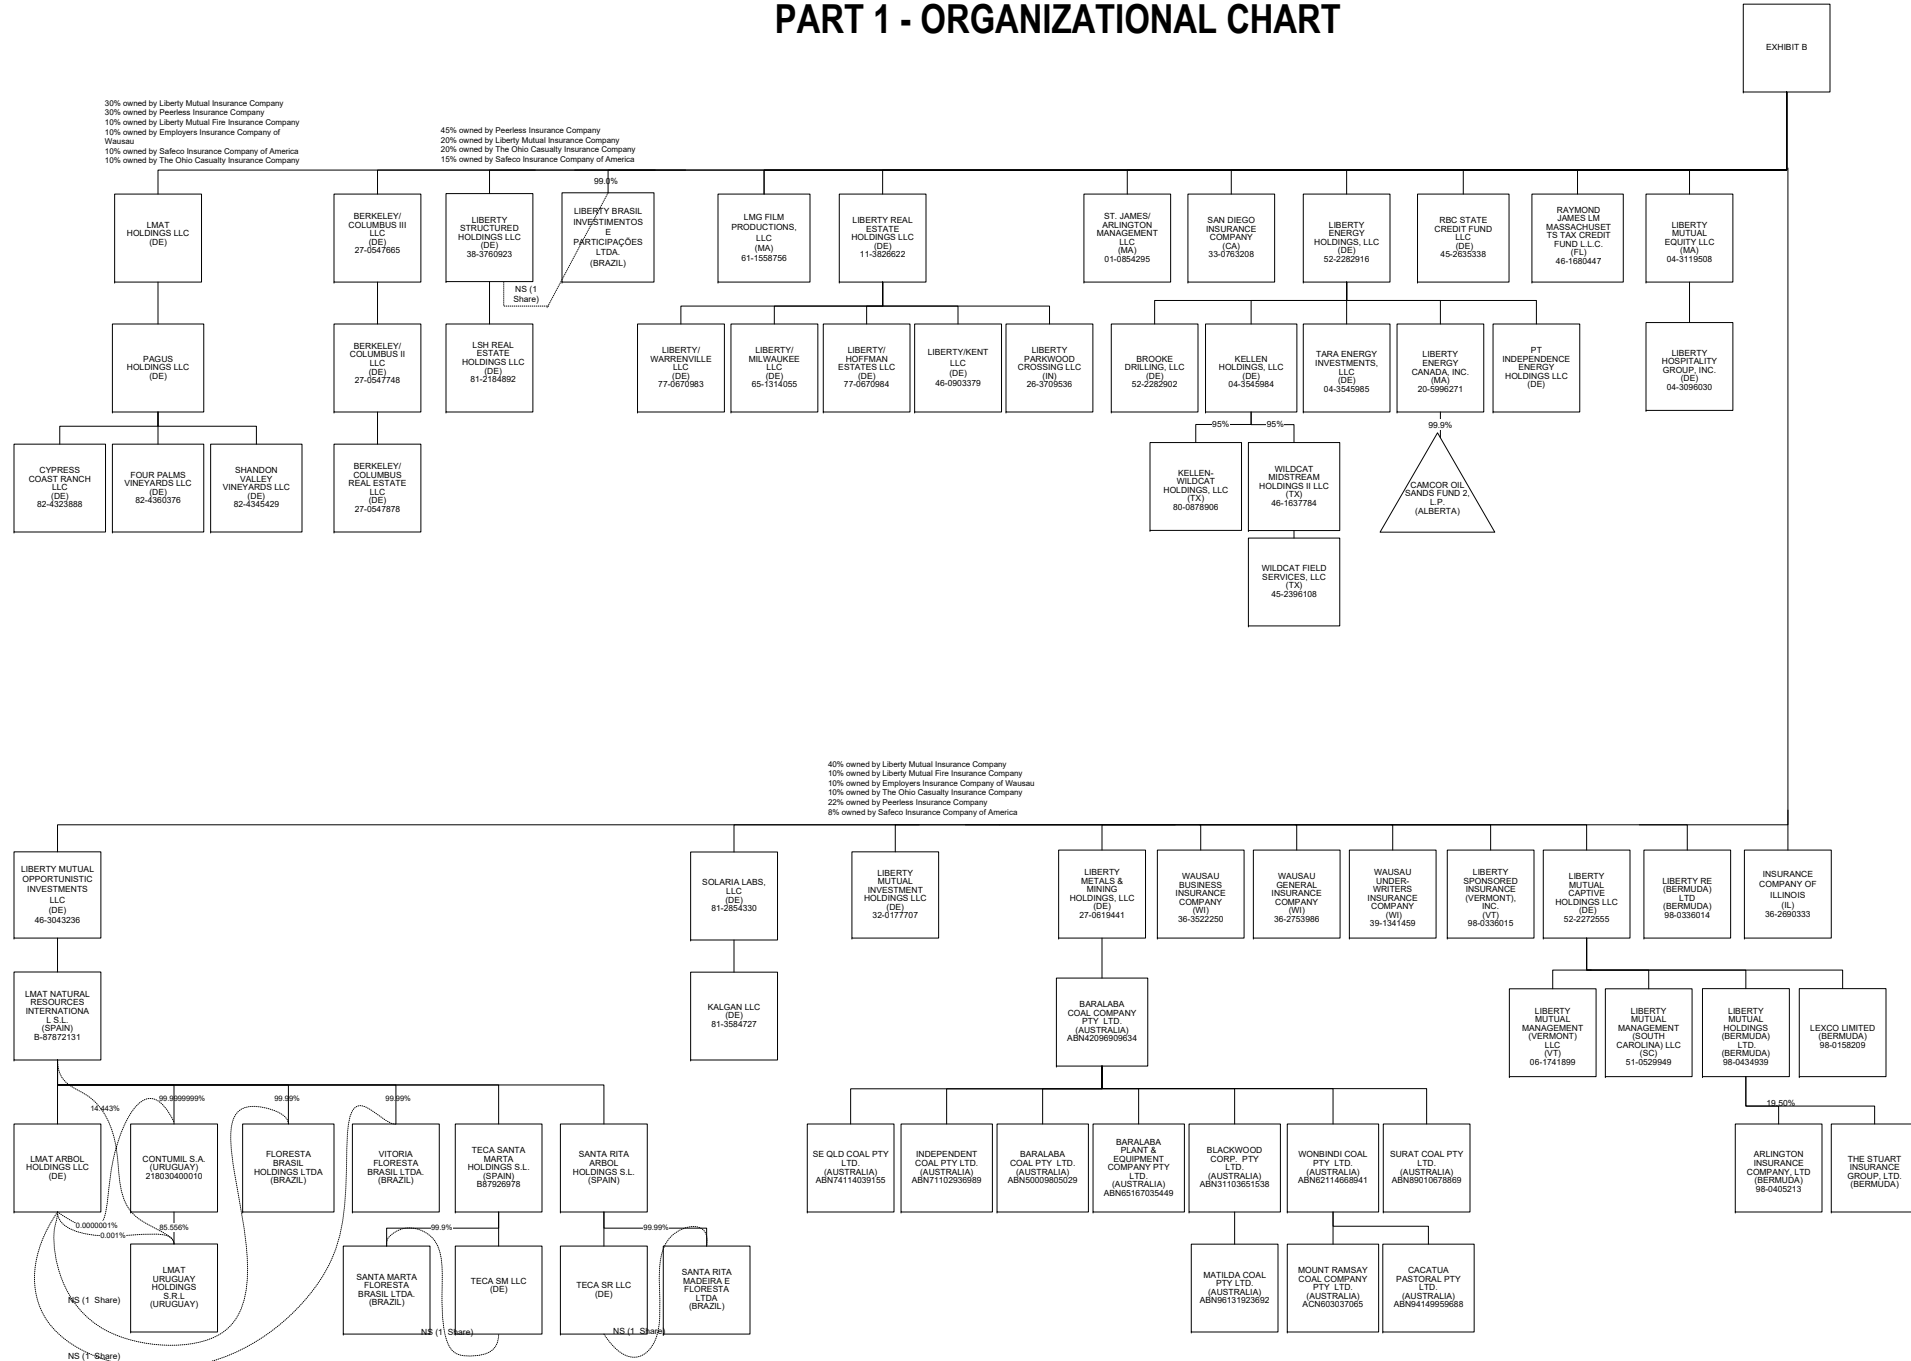 PART 1 - ORGANIZATIONAL CHART
EXHIBIT B
30% owned by Liberty Mutual Insurance Company
30% owned by Peerless Insurance Company
10% owned by Liberty Mutual Fire Insurance Company
10% owned by Employers Insurance Company of
Wausau
10% owned by Safeco Insurance Company of America
10% owned by The Ohio Casualty Insurance Company
45% owned by Peerless Insurance Company
20% owned by Liberty Mutual Insurance Company
20% owned by The Ohio Casualty Insurance Company
15% owned by Safeco Insurance Company of America
99.0%
LMAT
HOLDINGS LLC
(DE)
BERKELEY/
COLUMBUS III
LLC
(DE)
27-0547665
LIBERTY
STRUCTURED
HOLDINGS LLC
(DE)
38-3760923
LIBERTY BRASIL
INVESTIMENTOS
E
PARTICIPAÇÕES
LTDA.
(BRAZIL)
LMG FILM
PRODUCTIONS,
LLC
(MA)
61-1558756
LIBERTY REAL
ESTATE
HOLDINGS LLC
(DE)
11-3826622
ST. JAMES/
ARLINGTON
MANAGEMENT
LLC
(MA)
01-0854295
SAN DIEGO
INSURANCE
COMPANY
(CA)
33-0763208
LIBERTY
ENERGY
HOLDINGS, LLC
(DE)
52-2282916
RBC STATE
CREDIT FUND
LLC
(DE)
45-2635338
RAYMOND
JAMES LM
MASSACHUSET
TS TAX CREDIT
FUND L.L.C.
(FL)
46-1680447
LIBERTY
MUTUAL
EQUITY LLC
(MA)
04-3119508
NS (1
Share)
PAGUS
HOLDINGS LLC
(DE)
BERKELEY/
COLUMBUS II
LLC
(DE)
27-0547748
LSH REAL
ESTATE
HOLDINGS LLC
(DE)
81-2184892
LIBERTY/
WARRENVILLE
LLC
(DE)
77-0670983
LIBERTY/
MILWAUKEE
LLC
(DE)
65-1314055
LIBERTY/
HOFFMAN
ESTATES LLC
(DE)
77-0670984
LIBERTY/KENT
LLC
(DE)
46-0903379
LIBERTY
PARKWOOD
CROSSING LLC
(IN)
26-3709536
BROOKE
DRILLING, LLC
(DE)
52-2282902
KELLEN
HOLDINGS, LLC
(DE)
04-3545984
TARA ENERGY
INVESTMENTS,
LLC
(DE)
04-3545985
LIBERTY
ENERGY
CANADA, INC.
(MA)
20-5996271
PT
INDEPENDENCE
ENERGY
HOLDINGS LLC
(DE)
LIBERTY
HOSPITALITY
GROUP, INC.
(DE)
04-3096030
95%
95%
99.9%
CYPRESS
COAST RANCH
LLC
(DE)
82-4323888
FOUR PALMS
VINEYARDS LLC
(DE)
82-4360376
SHANDON
VALLEY
VINEYARDS LLC
(DE)
82-4345429
BERKELEY/
COLUMBUS
REAL ESTATE
LLC
(DE)
27-0547878
KELLEN-
WILDCAT
HOLDINGS, LLC
(TX)
80-0878906
WILDCAT
MIDSTREAM
HOLDINGS II LLC
(TX)
46-1637784
CAMCOR OIL
SANDS FUND 2,
L.P.
(ALBERTA)
WILDCAT FIELD
SERVICES, LLC
(TX)
45-2396108
40% owned by Liberty Mutual Insurance Company
10% owned by Liberty Mutual Fire Insurance Company
10% owned by Employers Insurance Company of Wausau
10% owned by The Ohio Casualty Insurance Company
22% owned by Peerless Insurance Company
8% owned by Safeco Insurance Company of America
LIBERTY MUTUAL
OPPORTUNISTIC
INVESTMENTS
LLC
(DE)
46-3043236
SOLARIA LABS,
LLC
(DE)
81-2854330
LIBERTY
MUTUAL
INVESTMENT
HOLDINGS LLC
(DE)
32-0177707
LIBERTY
METALS &
MINING
HOLDINGS, LLC
(DE)
27-0619441
WAUSAU
BUSINESS
INSURANCE
COMPANY
(WI)
36-3522250
WAUSAU
GENERAL
INSURANCE
COMPANY
(WI)
36-2753986
WAUSAU
UNDER-
WRITERS
INSURANCE
COMPANY
(WI)
39-1341459
LIBERTY
SPONSORED
INSURANCE
(VERMONT),
INC.
(VT)
98-0336015
LIBERTY
MUTUAL
CAPTIVE
HOLDINGS LLC
(DE)
52-2272555
LIBERTY RE
(BERMUDA)
LTD
(BERMUDA)
98-0336014
INSURANCE
COMPANY OF
ILLINOIS
(IL)
36-2690333
LMAT NATURAL
RESOURCES
INTERNATIONA
L S.L.
(SPAIN)
B-87872131
KALGAN LLC
(DE)
81-3584727
BARALABA
COAL COMPANY
PTY LTD.
(AUSTRALIA)
ABN42096909634
LIBERTY
MUTUAL
MANAGEMENT
(VERMONT)
LLC
(VT)
06-1741899
LIBERTY
MUTUAL
MANAGEMENT
(SOUTH
CAROLINA) LLC
(SC)
51-0529949
LIBERTY
MUTUAL
HOLDINGS
(BERMUDA)
LTD.
(BERMUDA)
98-0434939
LEXCO LIMITED
(BERMUDA)
98-0158209
14.443%
99.9999999%
99.99%
99.99%
19.50%
LMAT ARBOL
HOLDINGS LLC
(DE)
CONTUMIL S.A.
(URUGUAY)
218030400010
FLORESTA
BRASIL
HOLDINGS LTDA
(BRAZIL)
VITORIA
FLORESTA
BRASIL LTDA.
(BRAZIL)
TECA SANTA
MARTA
HOLDINGS S.L.
(SPAIN)
B87926978
SANTA RITA
ARBOL
HOLDINGS S.L.
(SPAIN)
SE QLD COAL PTY
LTD.
(AUSTRALIA)
ABN74114039155
INDEPENDENT
COAL PTY LTD.
(AUSTRALIA)
ABN71102936989
BARALABA
COAL PTY LTD.
(AUSTRALIA)
ABN50009805029
BARALABA
PLANT &
EQUIPMENT
COMPANY PTY
LTD.
(AUSTRALIA)
ABN65167035449
BLACKWOOD
CORP. PTY
LTD.
(AUSTRALIA)
ABN31103651538
WONBINDI COAL
PTY LTD.
(AUSTRALIA)
ABN62114668941
SURAT COAL PTY
LTD.
(AUSTRALIA)
ABN89010678869
ARLINGTON
INSURANCE
COMPANY, LTD
(BERMUDA)
98-0405213
THE STUART
INSURANCE
GROUP, LTD.
(BERMUDA)
0.0000001%
0.001%
85.556%
99.9%
99.99%
LMAT
URUGUAY
HOLDINGS
S.R.L
(URUGUAY)
SANTA MARTA
FLORESTA
BRASIL LTDA.
(BRAZIL)
TECA SM LLC
(DE)
TECA SR LLC
(DE)
SANTA RITA
MADEIRA E
FLORESTA
LTDA
(BRAZIL)
MATILDA COAL
PTY LTD.
(AUSTRALIA)
ABN96131923692
MOUNT RAMSAY
COAL COMPANY
PTY LTD.
(AUSTRALIA)
ACN603037065
CACATUA
PASTORAL PTY
LTD.
(AUSTRALIA)
ABN94149959688
NS (1 Share)
NS (1 Share)
NS (1 Share)
NS (1 Share)